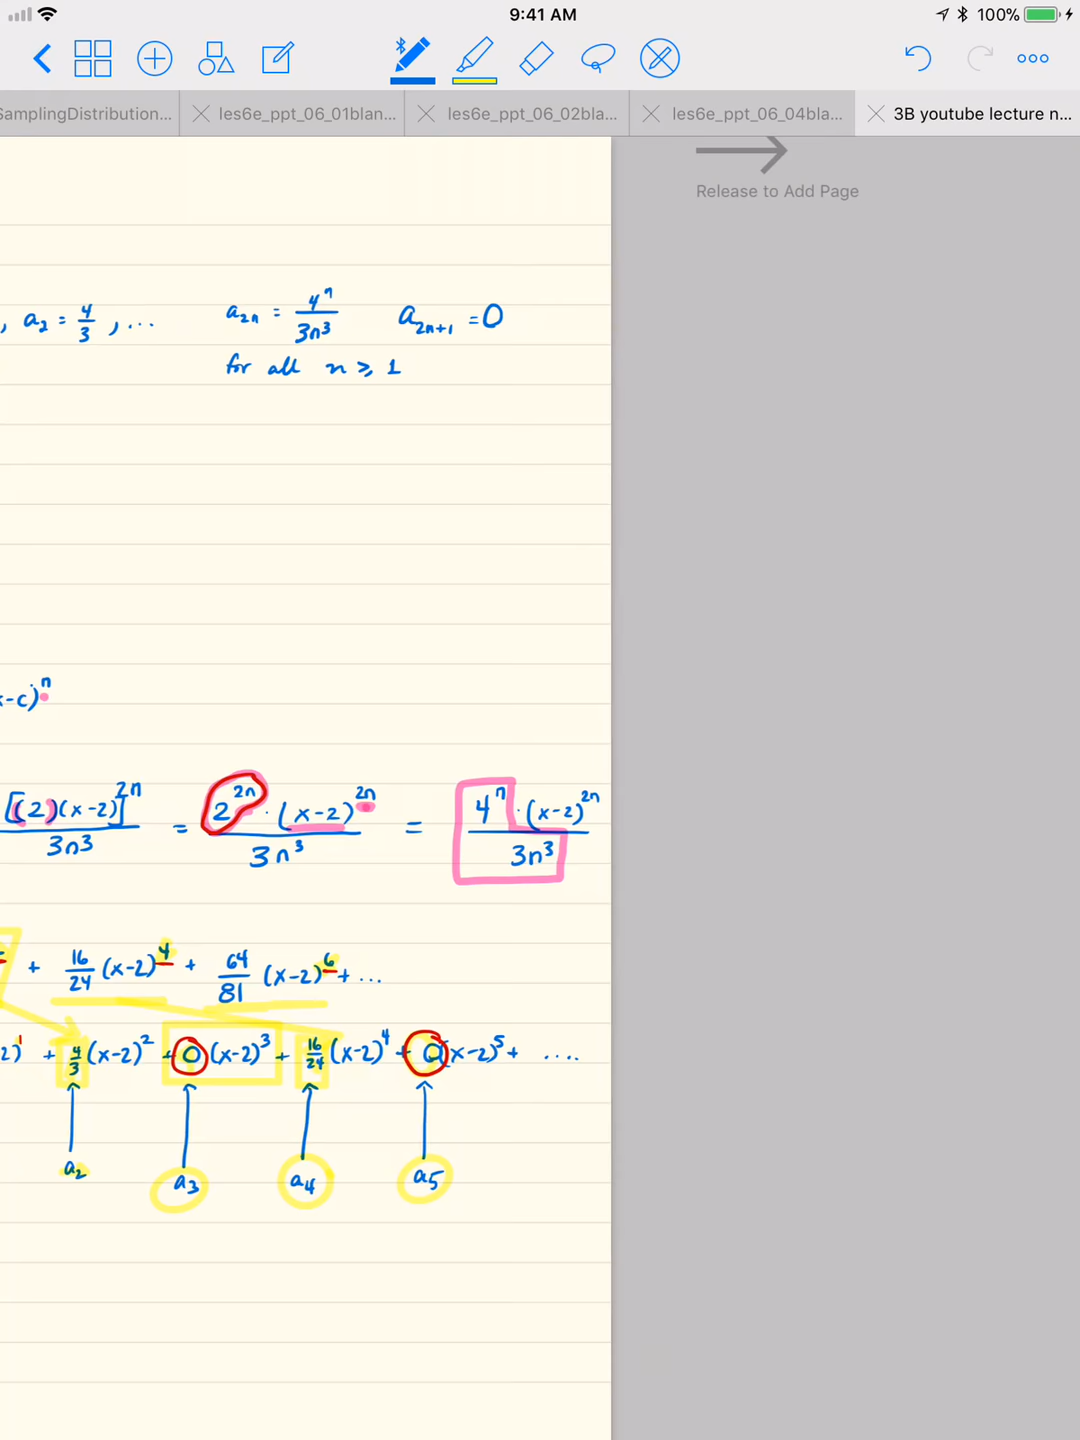 9:41 AM
100%
SamplingDistribution...
les6e_ppt_06_01blan...
les6e_ppt_06_02bla...
les6e_ppt_06_04bla...
3B youtube lecture n...
Release to Add Page
, a₂ = 4/3 , ... a₂ₙ = 4ⁿ/3n³ a₂ₙ₊₁ = 0
for all n ⩾ 1
x-c)ⁿ
[(2)(x-2)]²ⁿ/3n³ = 2²ⁿ · (x-2)²ⁿ/3n³ = 4ⁿ · (x-2)²ⁿ/3n³
+ 16/24 (x-2)⁴ + 64/81 (x-2)⁶ + ...
2)¹ + 4/3 (x-2)² + 0 (x-2)³ + 16/24 (x-2)⁴ + 0(x-2)⁵ + ....
a₂ a₃ a₄ a₅